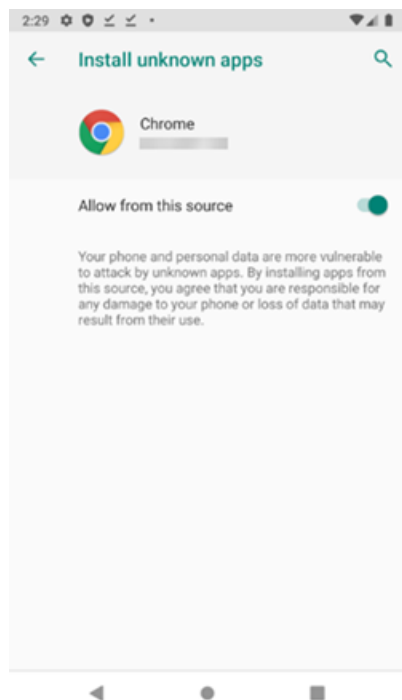 2:29
Install unknown apps
Chrome
Allow from this source
Your phone and personal data are more vulnerable
to attack by unknown apps. By installing apps from
this source, you agree that you are responsible for
any damage to your phone or loss of data that may
result from their use.